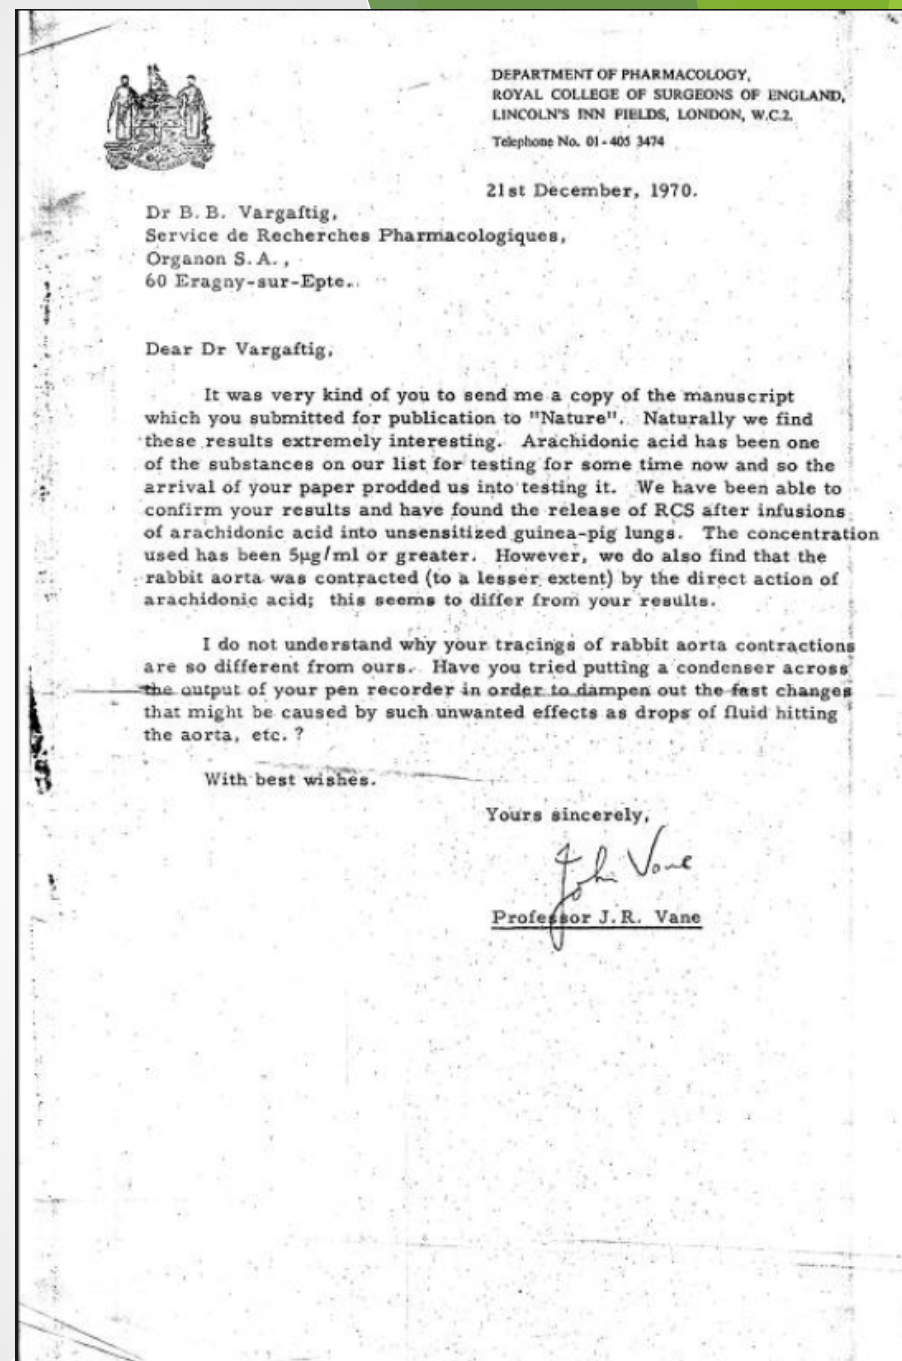 DEPARTMENT OF PHARMACOLOGY,
ROYAL COLLEGE OF SURGEONS OF ENGLAND,
LINCOLN'S INN FIELDS, LONDON, W.C.2.
Telephone No. 01-405 3474
21st December, 1970.
Dr B. B. Vargaftig,
Service de Recherches Pharmacologiques,
Organon S. A.,
60 Eragny-sur-Epte.
Dear Dr Vargaftig,
It was very kind of you to send me a copy of the manuscript
which you submitted for publication to "Nature". Naturally we find
these results extremely interesting. Arachidonic acid has been one
of the substances on our list for testing for some time now and so the
arrival of your paper prodded us into testing it. We have been able to
confirm your results and have found the release of RCS after infusions
of arachidonic acid into unsensitized guinea-pig lungs. The concentration
used has been 5µg/ml or greater. However, we do also find that the
rabbit aorta was contracted (to a lesser extent) by the direct action of
arachidonic acid; this seems to differ from your results.
I do not understand why your tracings of rabbit aorta contractions
are so different from ours. Have you tried putting a condenser across
the output of your pen recorder in order to dampen out the fast changes
that might be caused by such unwanted effects as drops of fluid hitting
the aorta, etc. ?
With best wishes.
Yours sincerely,
John Vane
Professor J. R. Vane